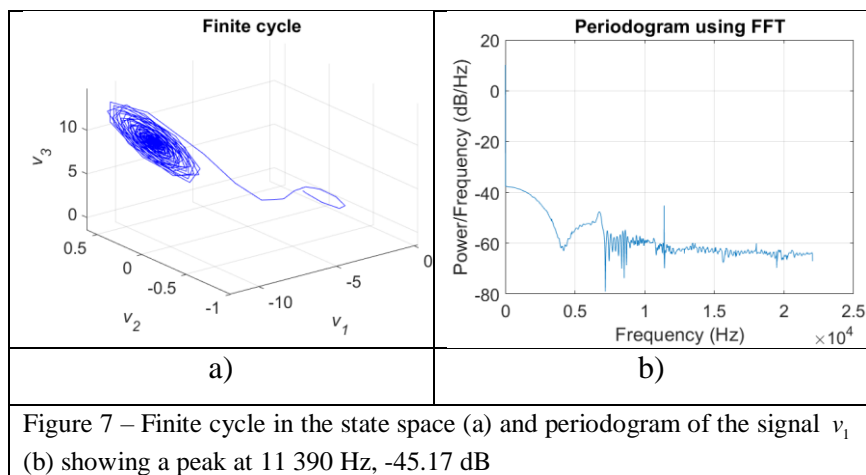 Finite cycle
10
5
0
v3
0.5
0
-0.5
-1
v2
-10
-5
0
v1
a)
Periodogram using FFT
20
0
-20
-40
-60
-80
Power/Frequency (dB/Hz)
0
0.5
1
1.5
2
2.5
×10^4
Frequency (Hz)
b)
Figure 7 – Finite cycle in the state space (a) and periodogram of the signal v1
(b) showing a peak at 11 390 Hz, -45.17 dB